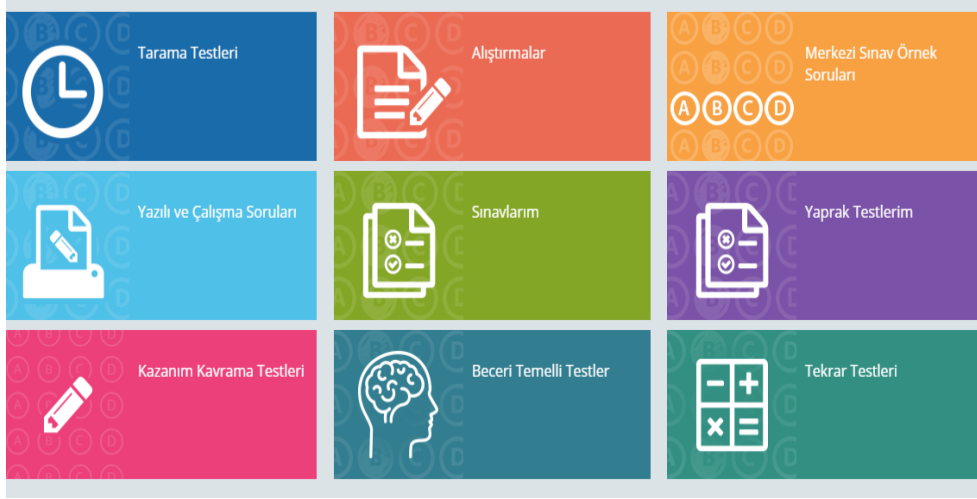 Tarama Testleri
Alıştırmalar
Merkezi Sınav Örnek
Soruları
A B C D
Yazılı ve Çalışma Soruları
Sınavlarım
Yaprak Testlerim
Kazanım Kavrama Testleri
Beceri Temelli Testler
Tekrar Testleri